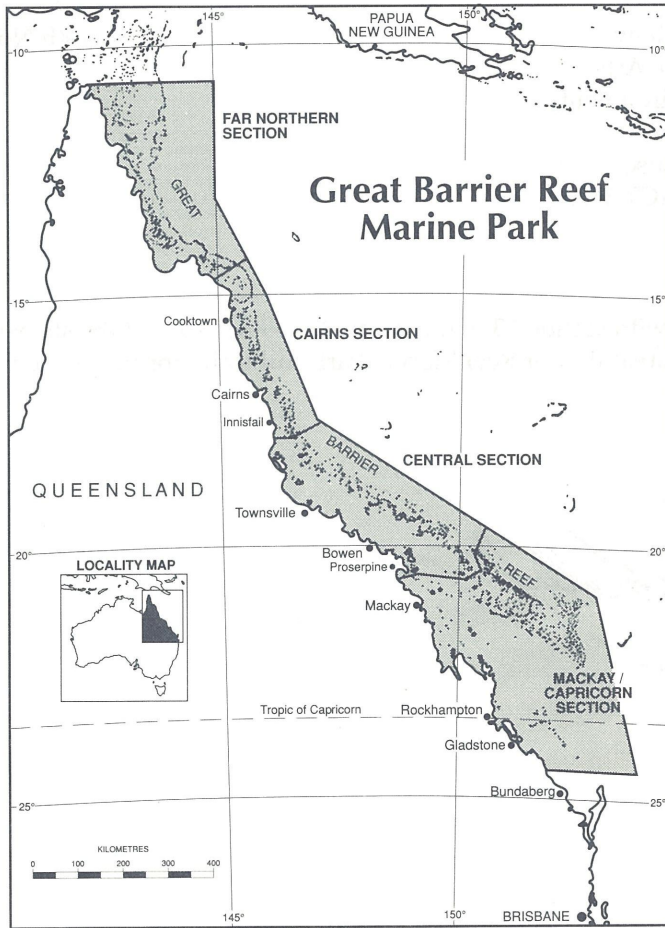 145°
150°
PAPUA
NEW GUINEA
10°
10°
FAR NORTHERN
SECTION
GREAT
Great Barrier Reef
Marine Park
15°
15°
Cooktown
CAIRNS SECTION
Cairns
Innisfail
BARRIER
CENTRAL SECTION
QUEENSLAND
Townsville
20°
20°
Bowen
Proserpine
REEF
LOCALITY MAP
Mackay
MACKAY /
CAPRICORN
SECTION
Tropic of Capricorn
Rockhampton
Gladstone
Bundaberg
25°
25°
KILOMETRES
0 100 200 300 400
145°
150°
BRISBANE